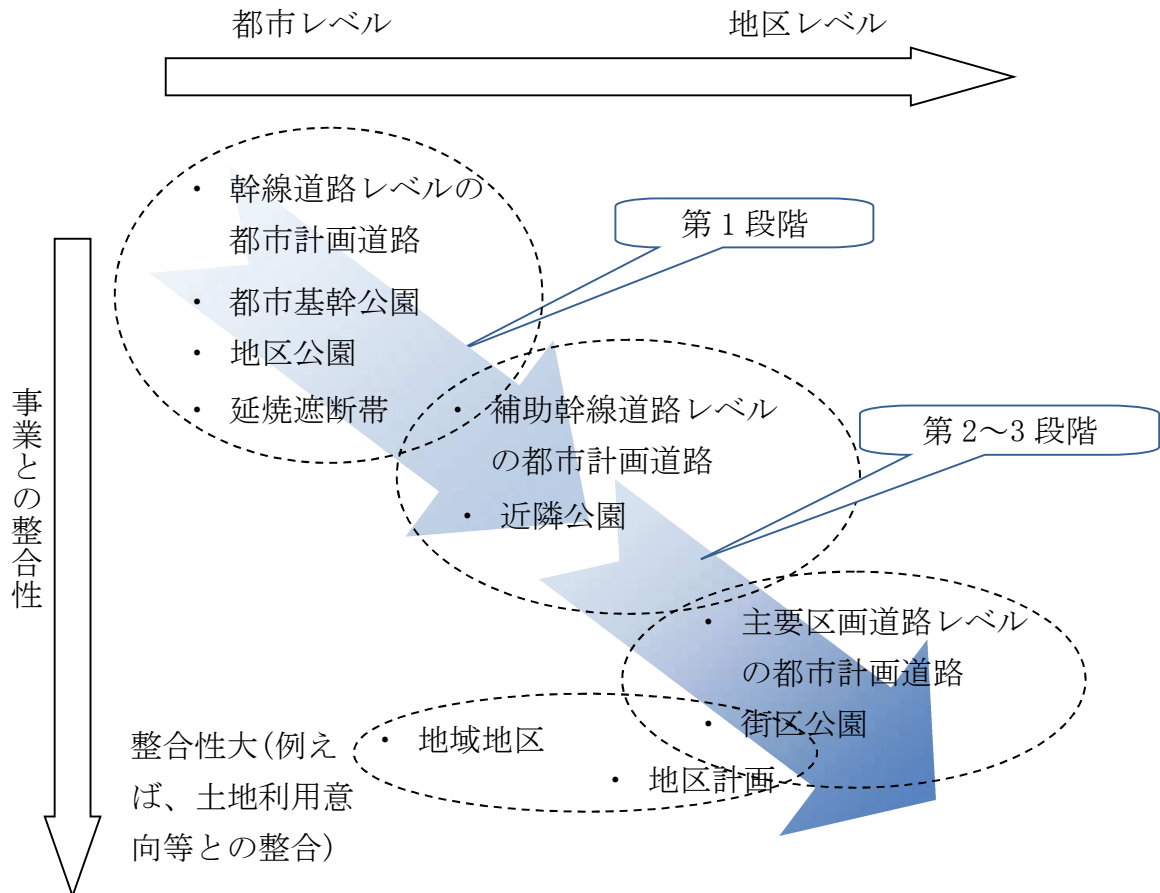 都市レベル
地区レベル
・ 幹線道路レベルの
都市計画道路
・ 都市基幹公園
・ 地区公園
・ 延焼遮断帯
第1段階
・ 補助幹線道路レベル
の都市計画道路
・ 近隣公園
第2〜3段階
事業との整合性
・ 主要区画道路レベル
の都市計画道路
・ 街区公園
・ 地域地区
・ 地区計画
整合性大(例え
ば、土地利用意
向等との整合)